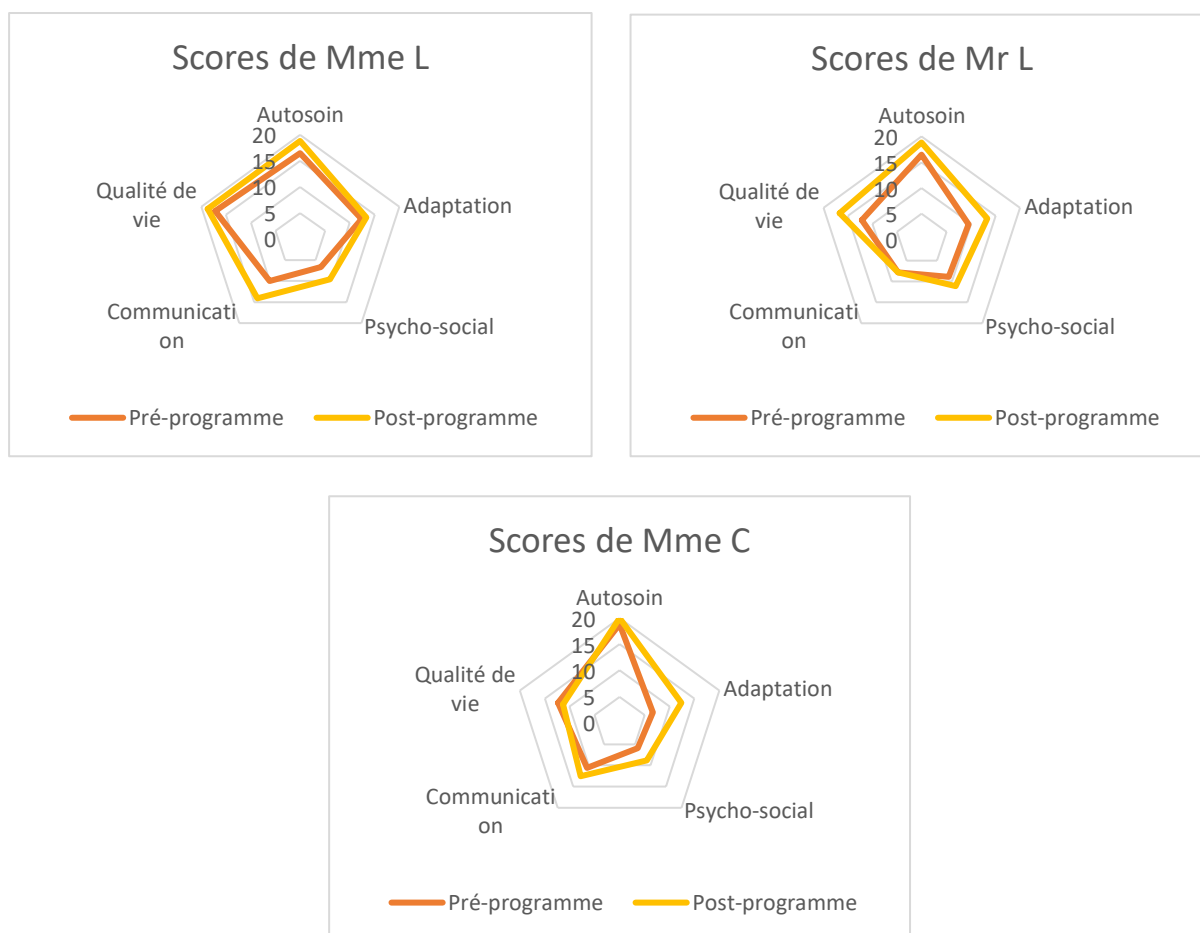 Scores de Mme L
Autosoin
20
15
10
5
0
Qualité de
vie
Adaptation
Communicati
on
Psycho-social
Pré-programme
Post-programme
Scores de Mr L
Autosoin
20
15
10
5
0
Qualité de
vie
Adaptation
Communicati
on
Psycho-social
Pré-programme
Post-programme
Scores de Mme C
Autosoin
20
15
10
5
0
Qualité de
vie
Adaptation
Communicati
on
Psycho-social
Pré-programme
Post-programme